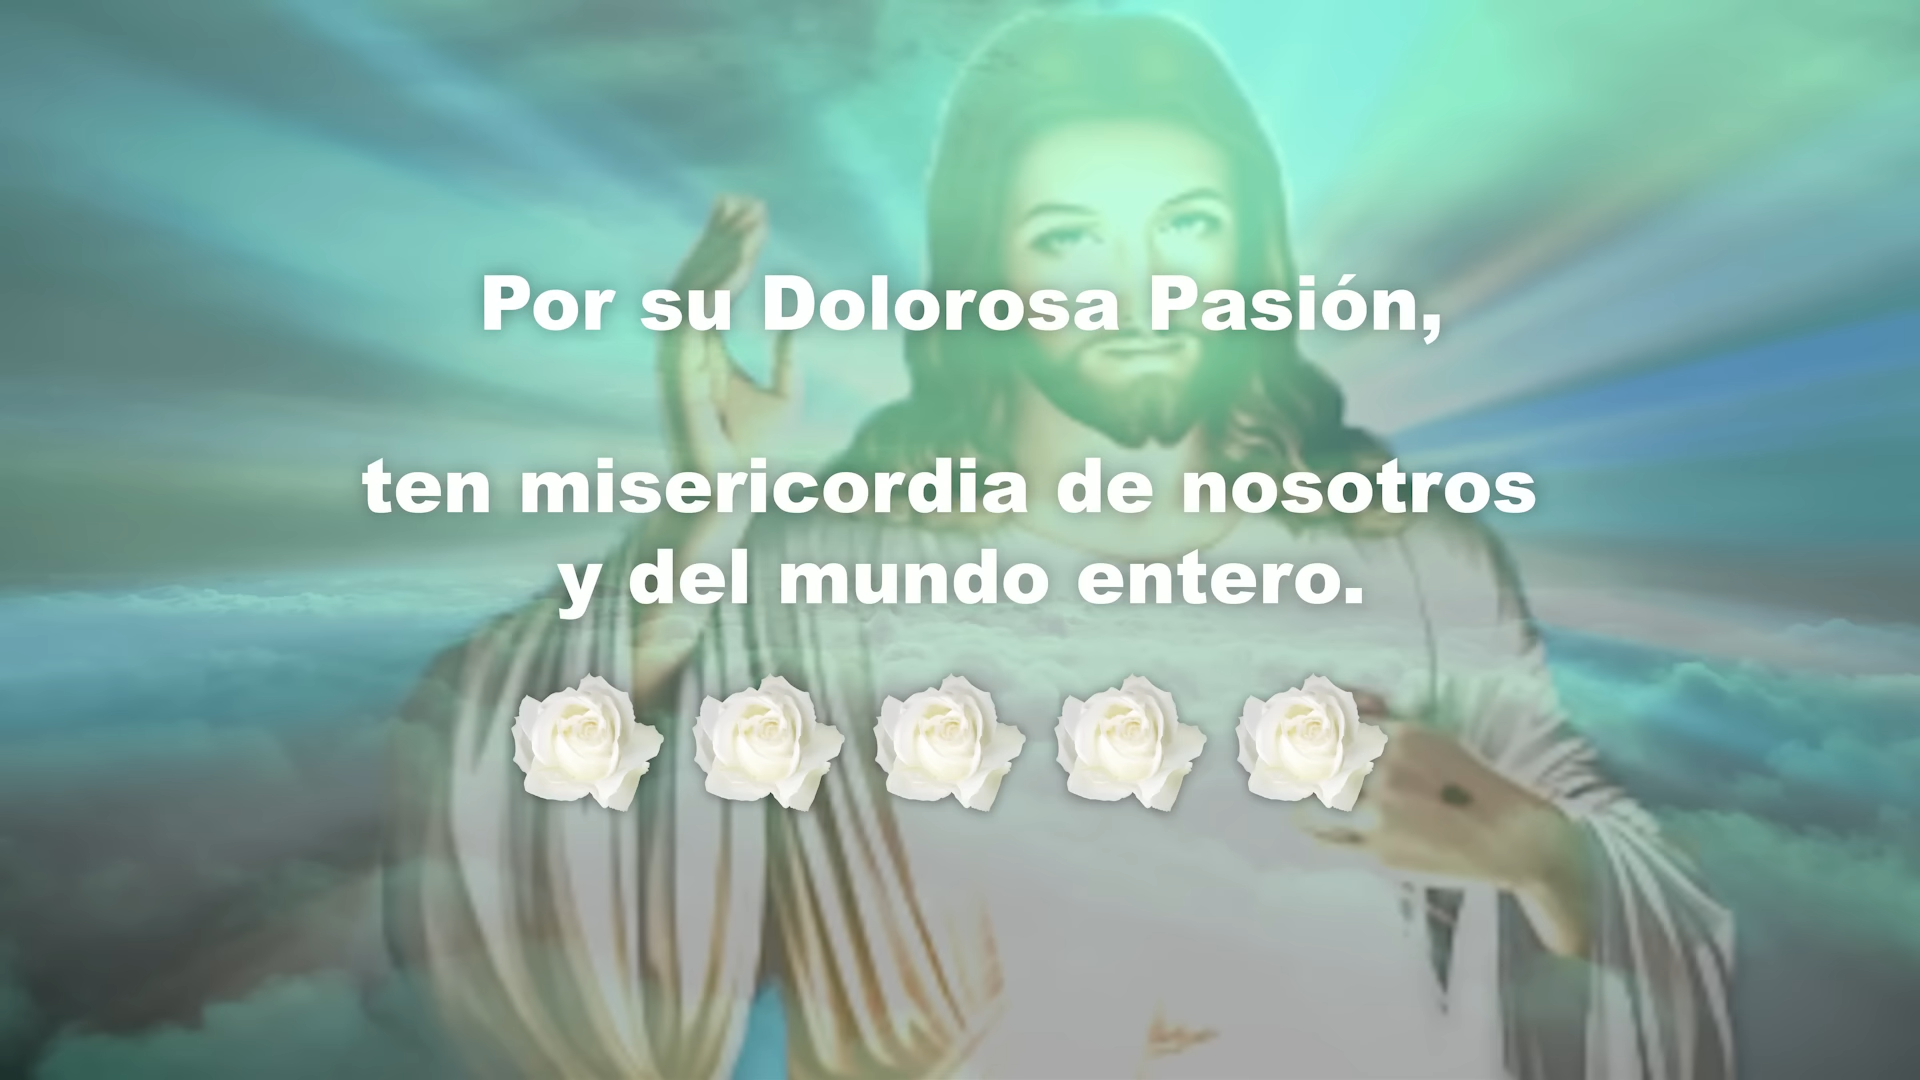 Por su Dolorosa Pasión,
ten misericordia de nosotros
y del mundo entero.